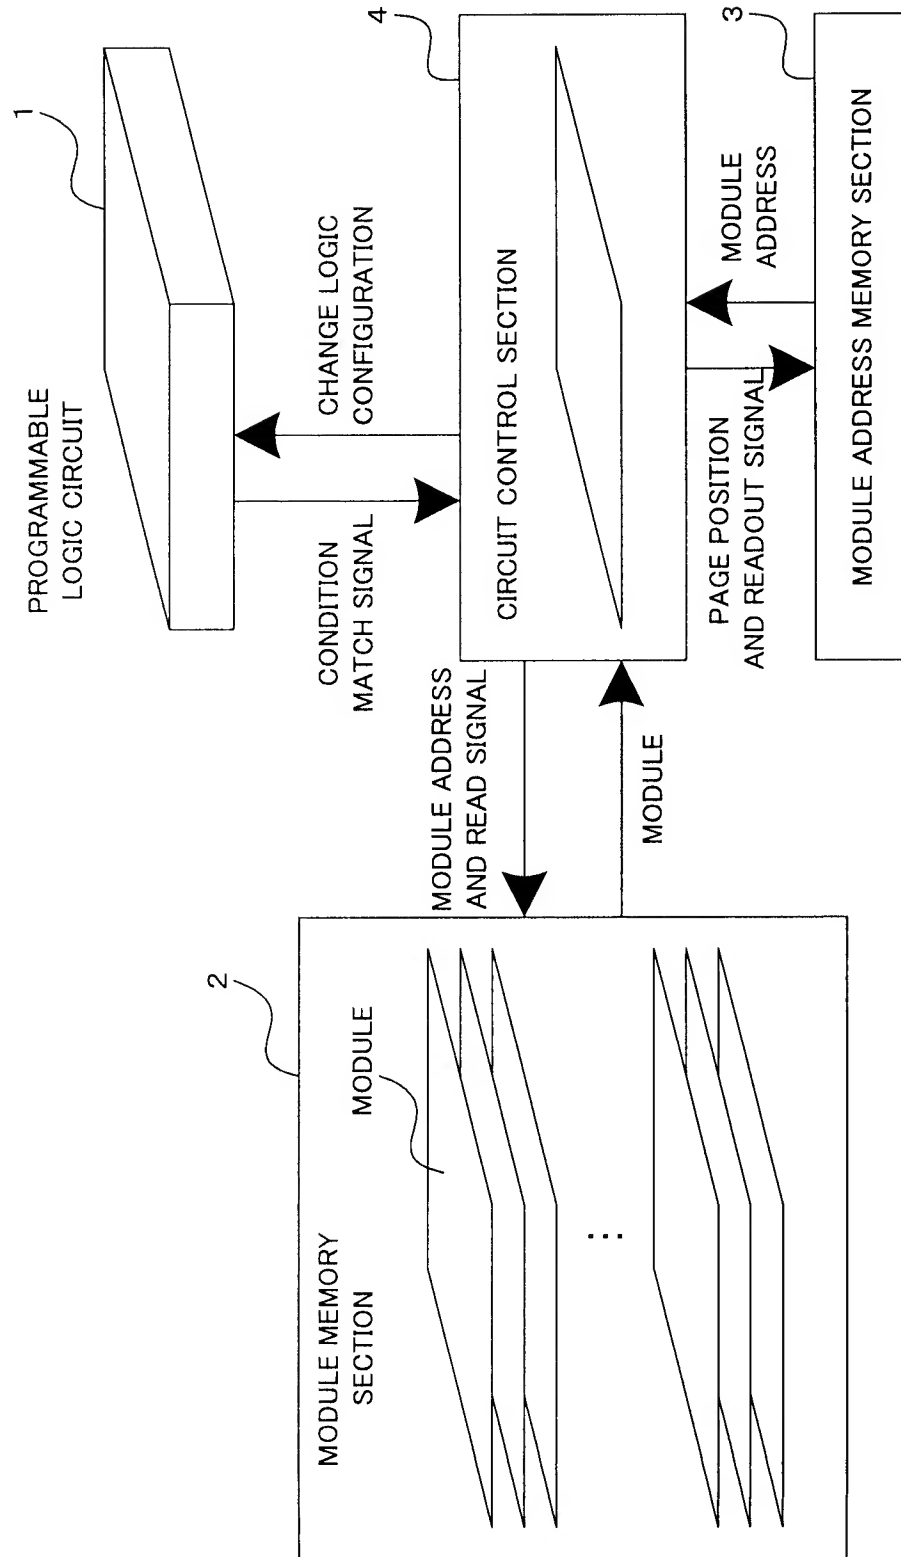 PROGRAMMABLE
LOGIC CIRCUIT
1
2
MODULE MEMORY
SECTION
MODULE
...
CONDITION
MATCH SIGNAL
CHANGE LOGIC
CONFIGURATION
4
MODULE ADDRESS
AND READ SIGNAL
MODULE
CIRCUIT CONTROL SECTION
PAGE POSITION
AND READOUT SIGNAL
MODULE
ADDRESS
3
MODULE ADDRESS MEMORY SECTION